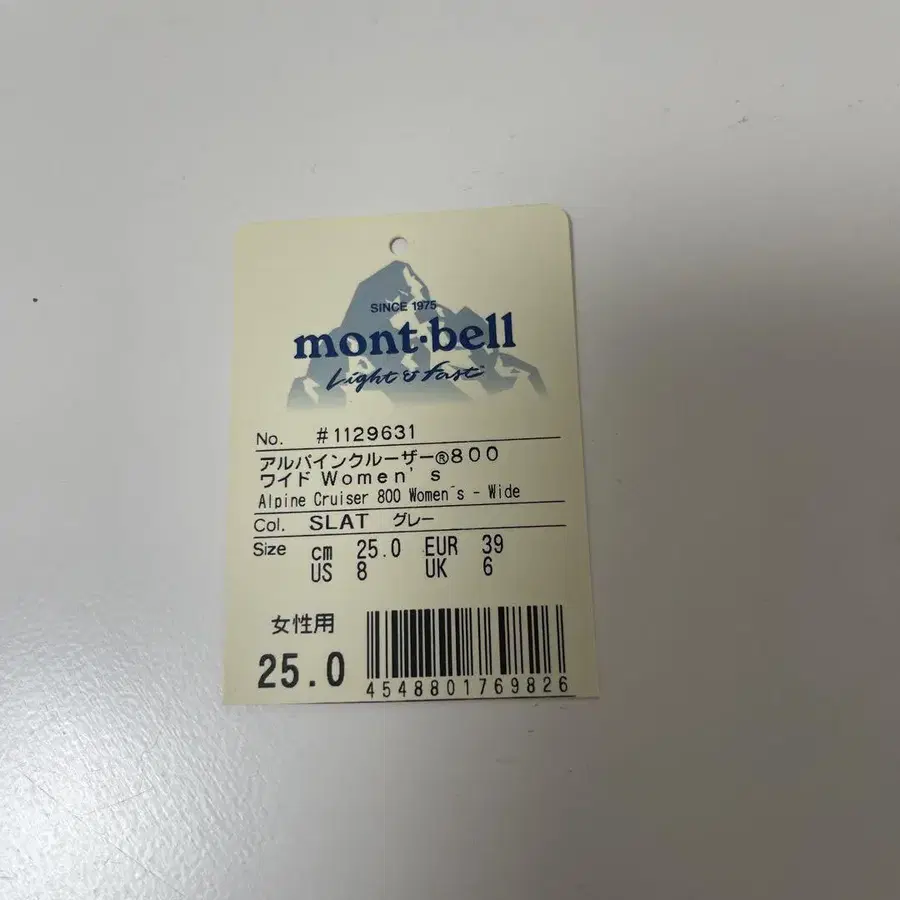 SINCE 1975
mont·bell
Light & Fast
No. #1129631
アルパインクルーザー®800
ワイド Women's
Alpine Cruiser 800 Women's - Wide
Col. SLAT グレー
Size cm 25.0 EUR 39
US 8 UK 6
女性用
25.0
4548801769826